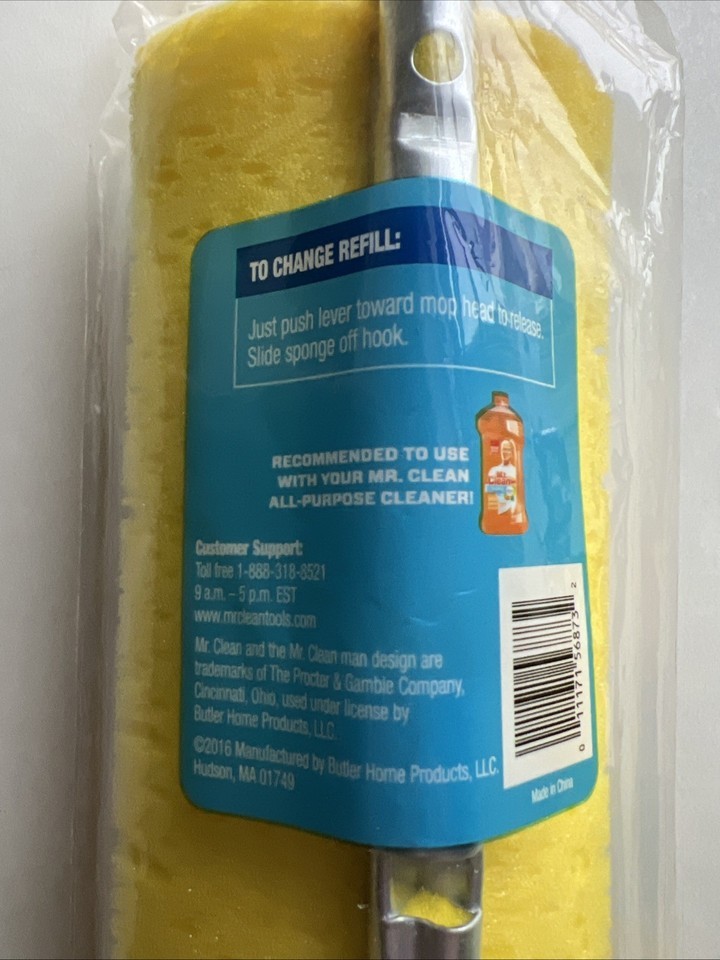 TO CHANGE REFILL:
Just push lever toward mop head to release.
Slide sponge off hook.
RECOMMENDED TO USE
WITH YOUR MR. CLEAN
ALL-PURPOSE CLEANER!
Mr.
Clean
Customer Support:
Toll free 1-888-318-8521
9 a.m. – 5 p.m. EST
www.mrcleantools.com
Mr. Clean and the Mr. Clean man design are
trademarks of The Procter & Gamble Company,
Cincinnati, Ohio, used under license by
Butler Home Products, LLC.
©2016 Manufactured by Butler Home Products, LLC.
Hudson, MA 01749
0 11171 56873 2
Made in China